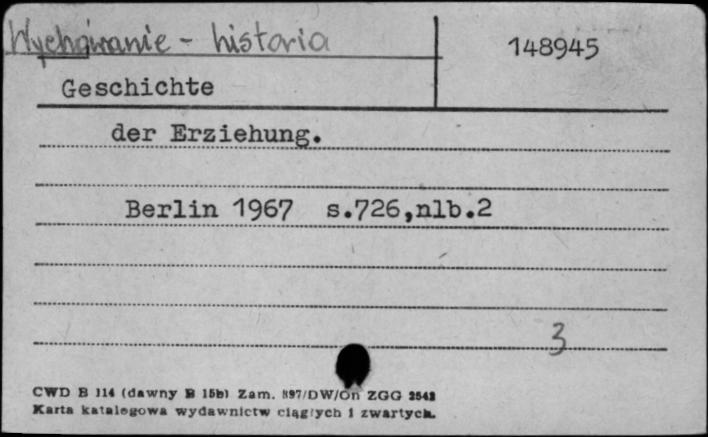 Wychowanie - historia
148945
Geschichte
der Erziehung.
Berlin 1967 s.726,nlb.2
3
CWD B 114 (dawny B 15b) Zam. 897/DW/On ZGG 2542
Karta katalogowa wydawnictw ciągłych i zwartych.